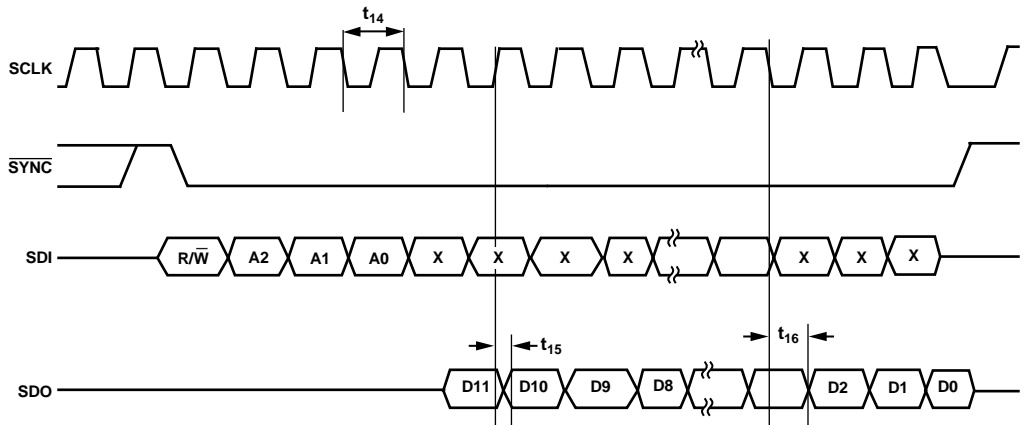 t14
SCLK
SYNC
SDI R/W A2 A1 A0 X X X X X X X
t15 t16
SDO D11 D10 D9 D8 D2 D1 D0